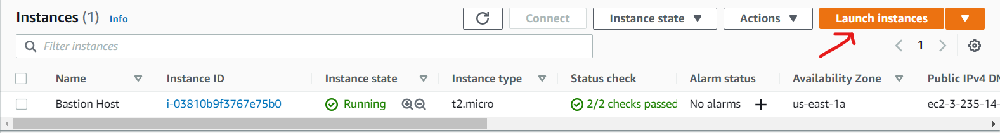 Instances (1) Info Connect Instance state Actions Launch instances
Filter instances 1
Name Instance ID Instance state Instance type Status check Alarm status Availability Zone Public IPv4 DN
Bastion Host i-03810b9f3767e75b0 Running t2.micro 2/2 checks passed No alarms + us-east-1a ec2-3-235-14-